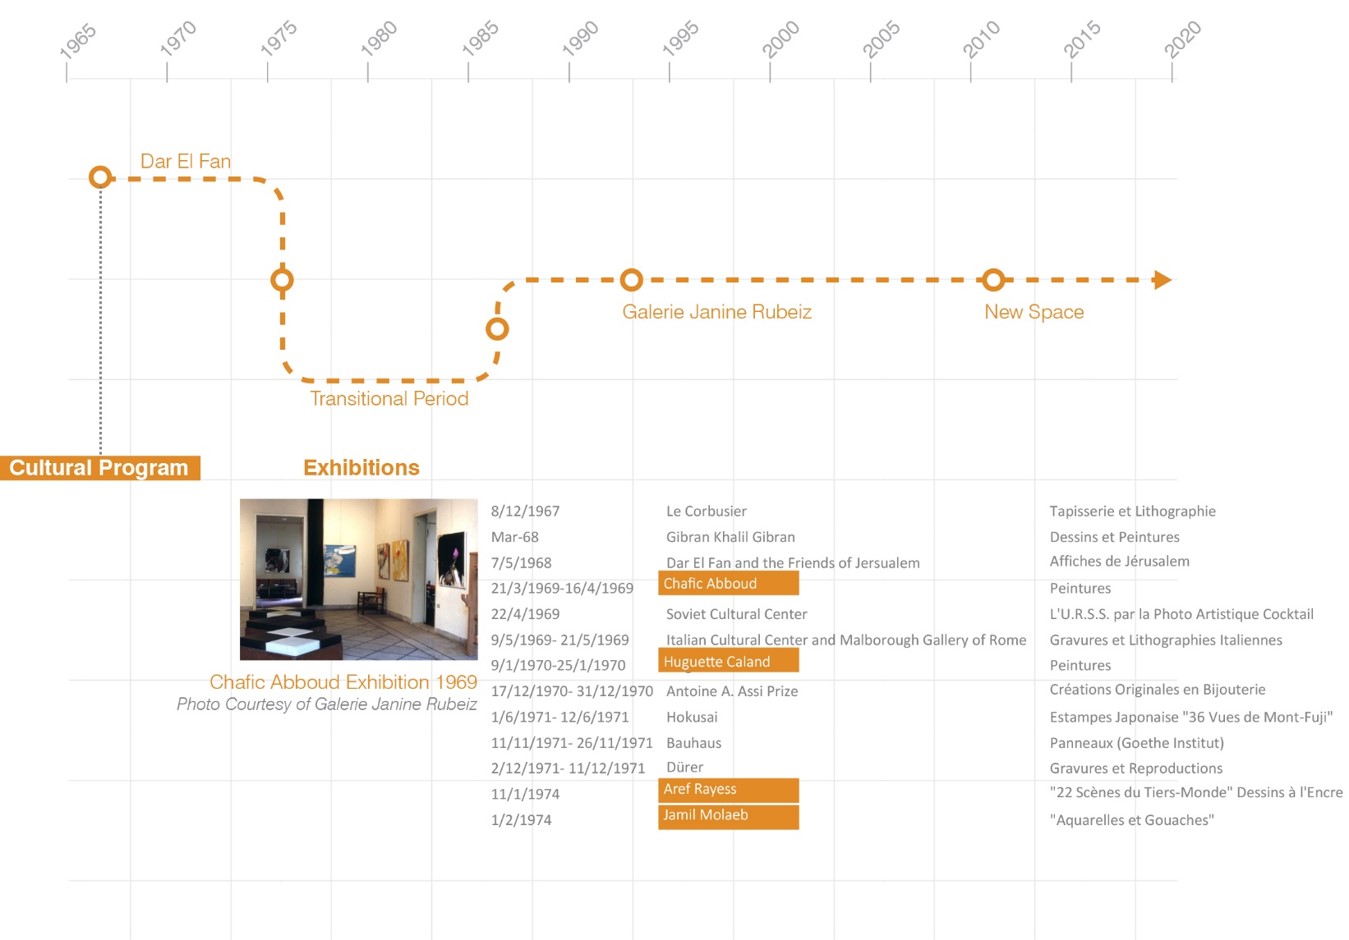 1965 1970 1975 1980 1985 1990 1995 2000 2005 2010 2015 2020
Dar El Fan
Galerie Janine Rubeiz
New Space
Transitional Period
Cultural Program
Exhibitions
8/12/1967 Le Corbusier Tapisserie et Lithographie
Mar-68 Gibran Khalil Gibran Dessins et Peintures
7/5/1968 Dar El Fan and the Friends of Jersualem Affiches de Jérusalem
21/3/1969-16/4/1969 Chafic Abboud Peintures
22/4/1969 Soviet Cultural Center L'U.R.S.S. par la Photo Artistique Cocktail
9/5/1969- 21/5/1969 Italian Cultural Center and Malborough Gallery of Rome Gravures et Lithographies Italiennes
9/1/1970-25/1/1970 Huguette Caland Peintures
17/12/1970- 31/12/1970 Antoine A. Assi Prize Créations Originales en Bijouterie
1/6/1971- 12/6/1971 Hokusai Estampes Japonaise "36 Vues de Mont-Fuji"
11/11/1971- 26/11/1971 Bauhaus Panneaux (Goethe Institut)
2/12/1971- 11/12/1971 Dürer Gravures et Reproductions
11/1/1974 Aref Rayess "22 Scènes du Tiers-Monde" Dessins à l'Encre
1/2/1974 Jamil Molaeb "Aquarelles et Gouaches"
Chafic Abboud Exhibition 1969
Photo Courtesy of Galerie Janine Rubeiz